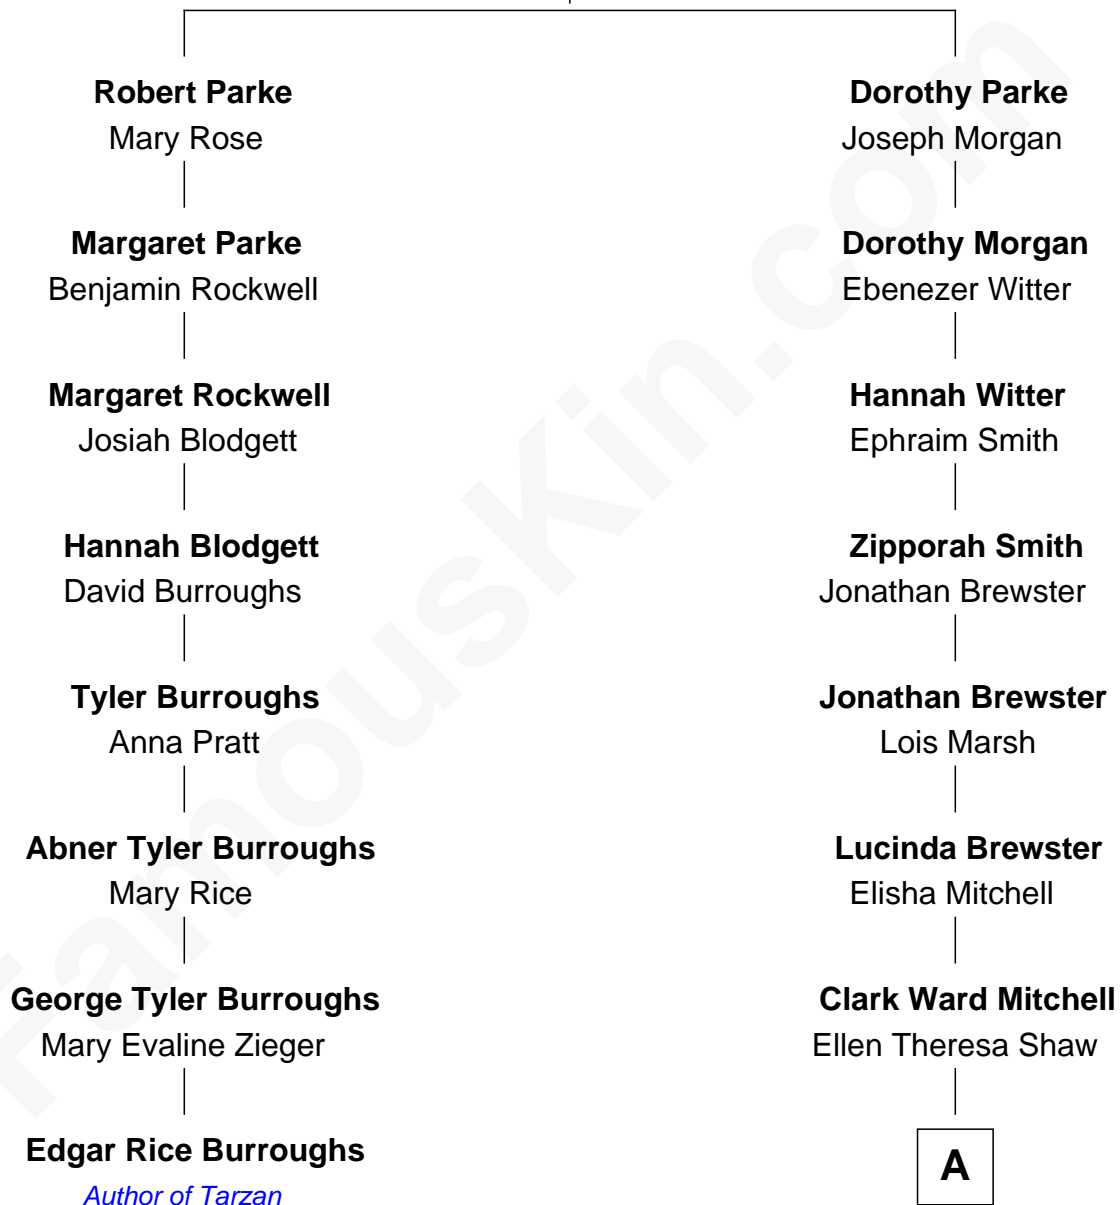 Robert Parke
Mary Rose
Margaret Parke
Benjamin Rockwell
Margaret Rockwell
Josiah Blodgett
Hannah Blodgett
David Burroughs
Tyler Burroughs
Anna Pratt
Abner Tyler Burroughs
Mary Rice
George Tyler Burroughs
Mary Evaline Zieger
Edgar Rice Burroughs
Author of Tarzan
Dorothy Parke
Joseph Morgan
Dorothy Morgan
Ebenezer Witter
Hannah Witter
Ephraim Smith
Zipporah Smith
Jonathan Brewster
Jonathan Brewster
Lois Marsh
Lucinda Brewster
Elisha Mitchell
Clark Ward Mitchell
Ellen Theresa Shaw
A
FamousKin.com